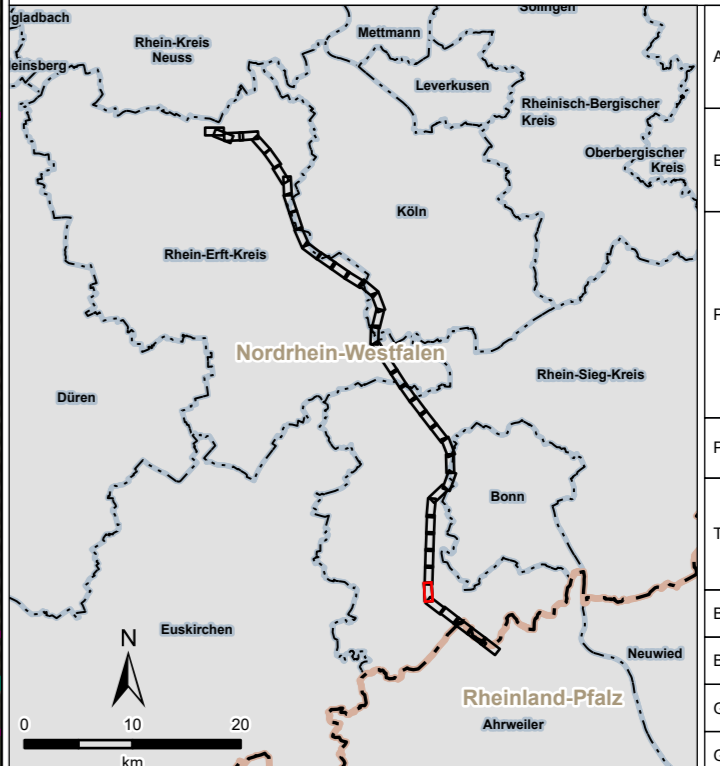 gladbach
Solingen
Mettmann
Rhein-Kreis
Neuss
einsberg
Leverkusen
Rheinisch-Bergischer
Kreis
Oberbergischer
Kreis
Köln
Rhein-Erft-Kreis
Nordrhein-Westfalen
Rhein-Sieg-Kreis
Düren
Bonn
Euskirchen
N
Neuwied
Rheinland-Pfalz
Ahrweiler
0 10 20
km